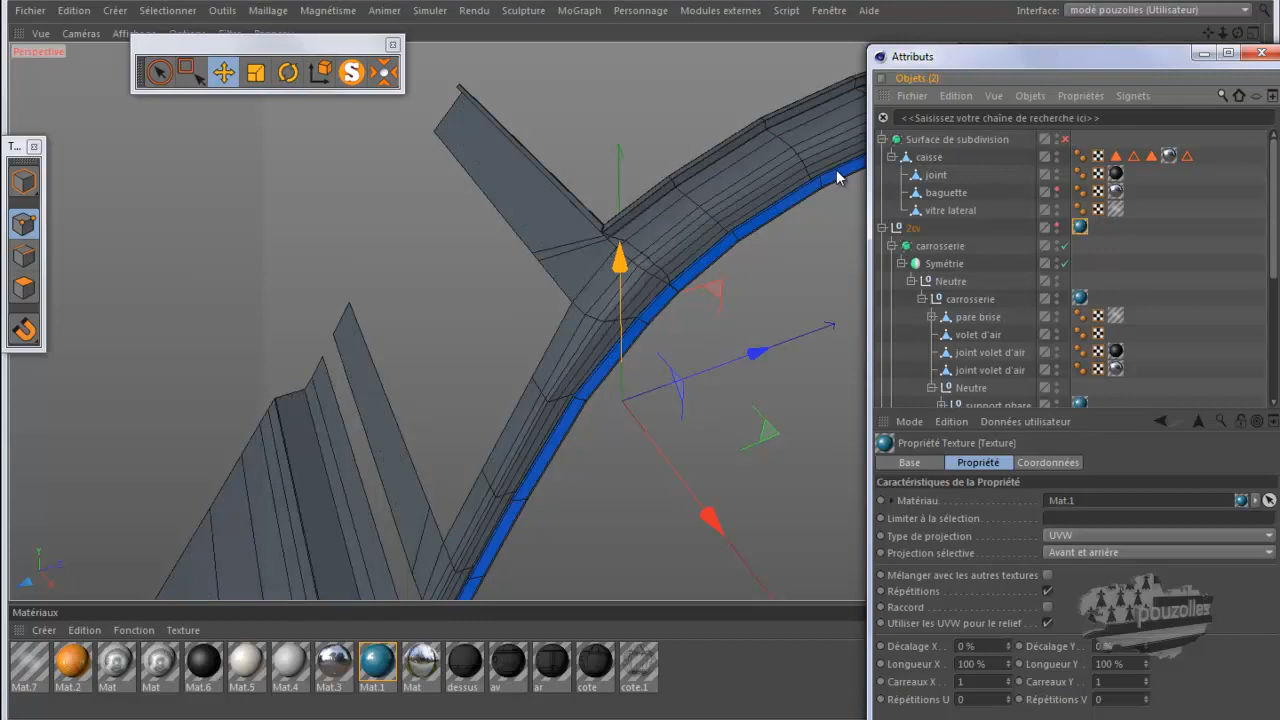 Fichier Edition Créer Sélectionner Outils Maillage Magnétisme Animer Simuler Rendu Sculpture MoGraph Personnage Modules externes Script Fenêtre Aide Interface: modé pouzolles (Utilisateur)
Vue Caméras
Perspective
T...
Attributs
Objets (2)
Fichier Edition Vue Objets Propriétés Signets
<<Saisissez votre chaîne de recherche ici>>
Surface de subdivision
caisse
joint
baguette
vitre lateral
2cv
carrosserie
Symétrie
Neutre
carrosserie
pare brise
volet d'air
joint volet d'air
joint volet d'air
Neutre
support phare
Mode Edition Données utilisateur
Propriété Texture [Texture]
Base Propriété Coordonnées
Caractéristiques de la Propriété
Matériau Mat.1
Limiter à la sélection
Type de projection UVW
Projection sélective Avant et arrière
Mélanger avec les autres textures
Répétitions
Raccord
Utiliser les UVW pour le relief
Décalage X 0 % Décalage Y 0 %
Longueur X 100 % Longueur Y 100 %
Carreaux X 1 Carreaux Y 1
Répétitions U 0 Répétitions V 0
pouzolles
Y
Matériaux
Créer Edition Fonction Texture
Mat.7 Mat.2 Mat Mat Mat.6 Mat.5 Mat.4 Mat.3 Mat.1 Mat dessus av ar cote cote.1